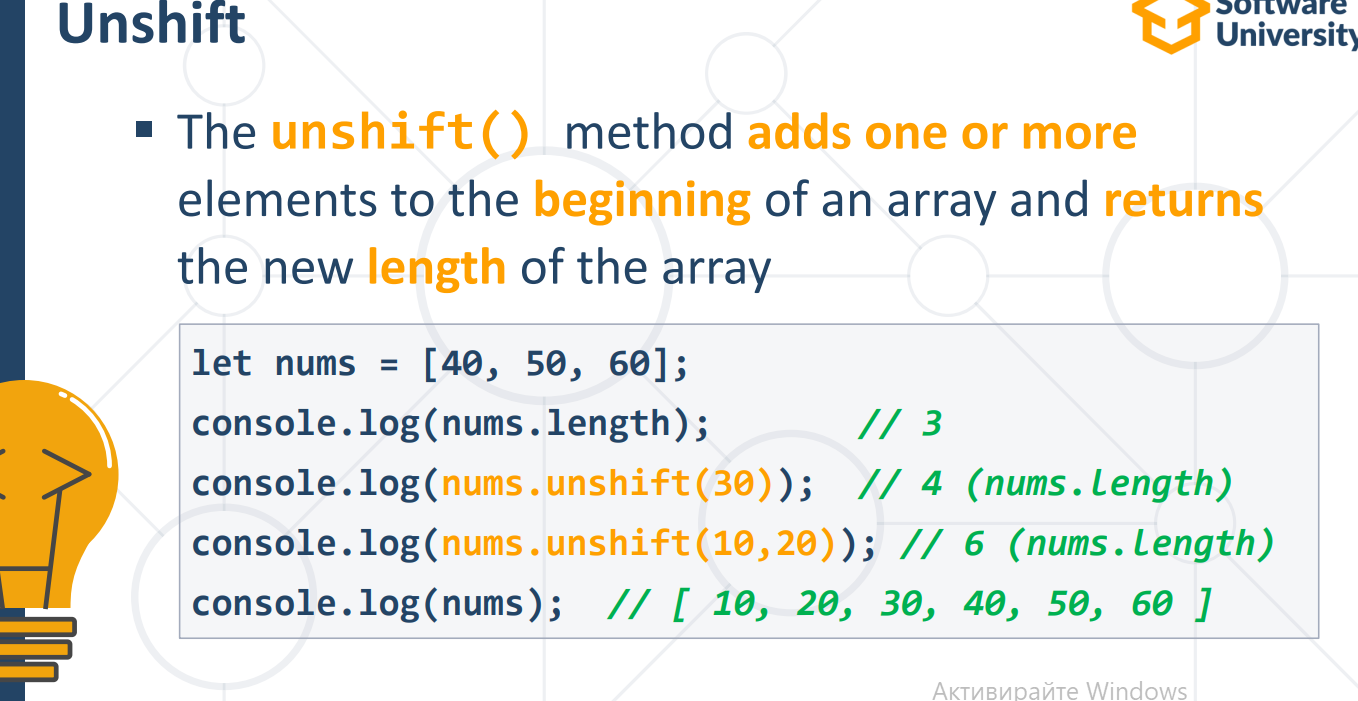 Unshift
Software
University
▪ The unshift() method adds one or more
elements to the beginning of an array and returns
the new length of the array
let nums = [40, 50, 60];
console.log(nums.length); // 3
console.log(nums.unshift(30)); // 4 (nums.length)
console.log(nums.unshift(10,20)); // 6 (nums.length)
console.log(nums); // [ 10, 20, 30, 40, 50, 60 ]
Активирайте Windows